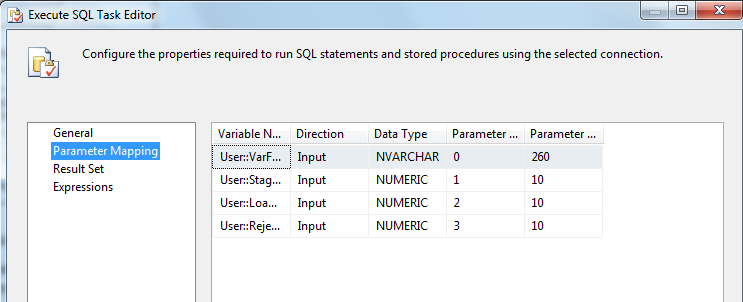 Execute SQL Task Editor
Configure the properties required to run SQL statements and stored procedures using the selected connection.
General
Parameter Mapping
Result Set
Expressions
Variable N... Direction Data Type Parameter ... Parameter ...
User::VarF... Input NVARCHAR 0 260
User::Stag... Input NUMERIC 1 10
User::Loa... Input NUMERIC 2 10
User::Reje... Input NUMERIC 3 10